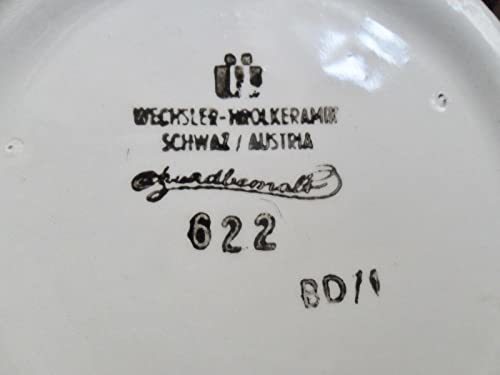 WECHSLER-TIROLKERAMIK
SCHWAZ / AUSTRIA
Handbemalt
622
BD/1